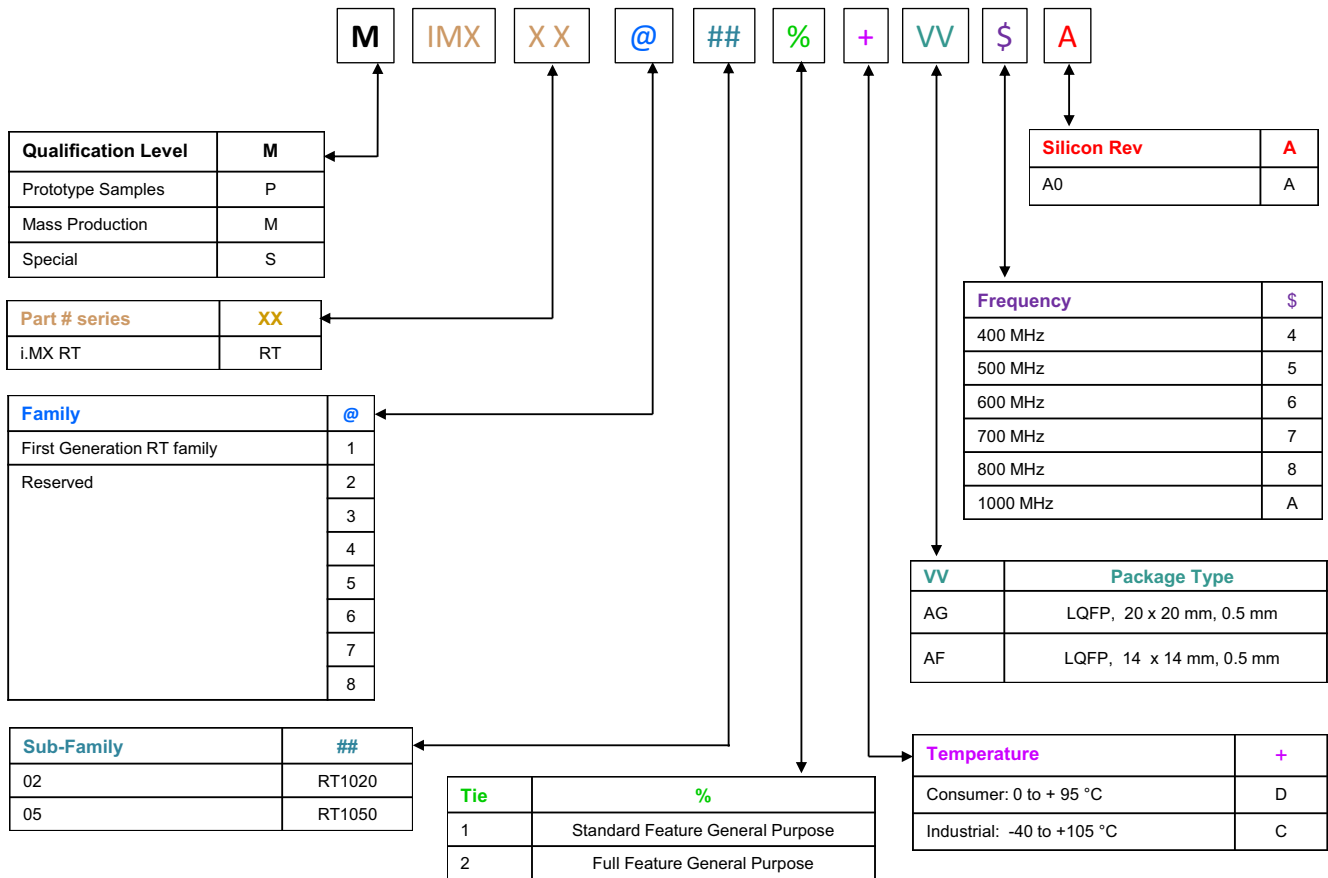 M IMX X X @ ## % + VV $ A
Qualification Level M
Prototype Samples P
Mass Production M
Special S
Part # series XX
i.MX RT RT
Family @
First Generation RT family 1
Reserved 2
3
4
5
6
7
8
Sub-Family ##
02 RT1020
05 RT1050
Tie %
1 Standard Feature General Purpose
2 Full Feature General Purpose
Silicon Rev A
A0 A
Frequency $
400 MHz 4
500 MHz 5
600 MHz 6
700 MHz 7
800 MHz 8
1000 MHz A
VV Package Type
AG LQFP, 20 x 20 mm, 0.5 mm
AF LQFP, 14 x 14 mm, 0.5 mm
Temperature +
Consumer: 0 to + 95 °C D
Industrial: -40 to +105 °C C